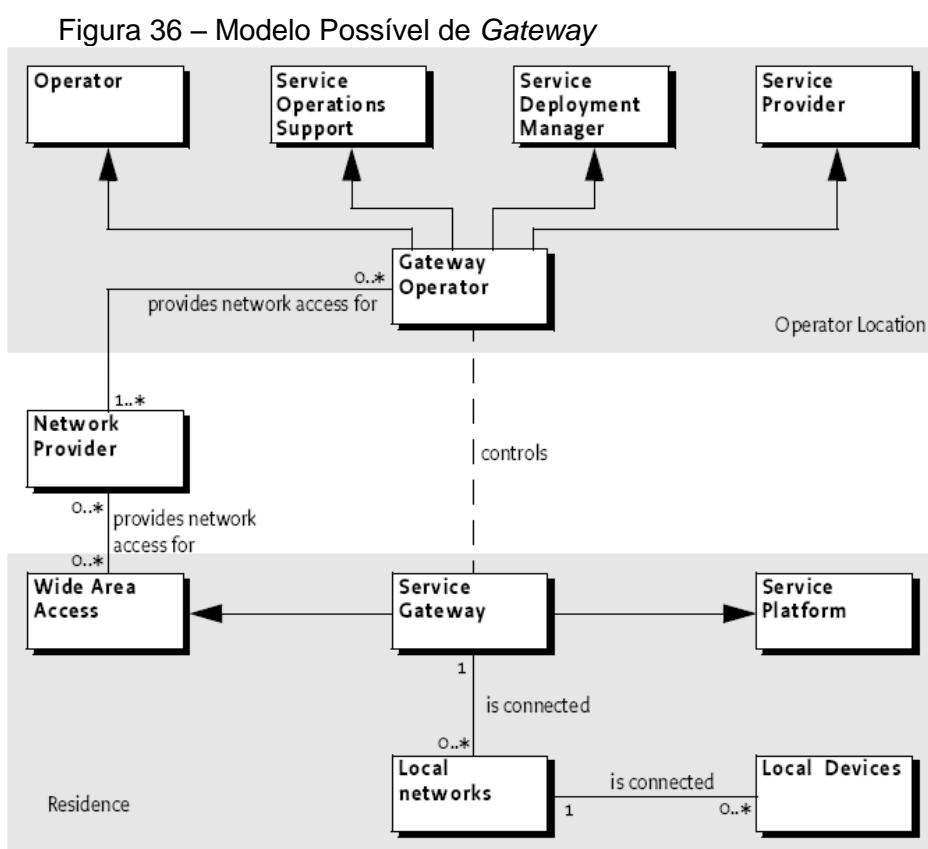 Figura 36 – Modelo Possível de Gateway
Operator
Service
Operations
Support
Service
Deployment
Manager
Service
Provider
Gateway
Operator
0..*
provides network access for
Operator Location
1..*
Network
Provider
controls
0..*
provides network
access for
0..*
Wide Area
Access
Service
Gateway
Service
Platform
1
is connected
0..*
Local
networks
is connected
1
0..*
Local Devices
Residence